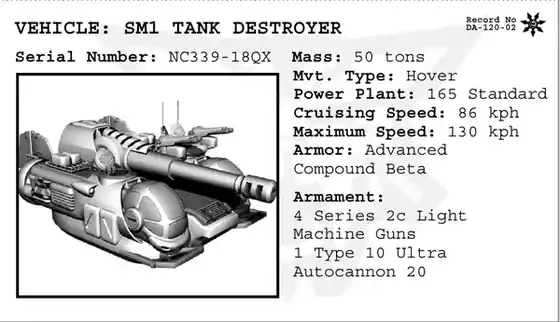 VEHICLE: SM1 TANK DESTROYER
Record No
DA-120-02
Serial Number: NC339-18QX
Mass: 50 tons
Mvt. Type: Hover
Power Plant: 165 Standard
Cruising Speed: 86 kph
Maximum Speed: 130 kph
Armor: Advanced
Compound Beta
Armament:
4 Series 2c Light
Machine Guns
1 Type 10 Ultra
Autocannon 20